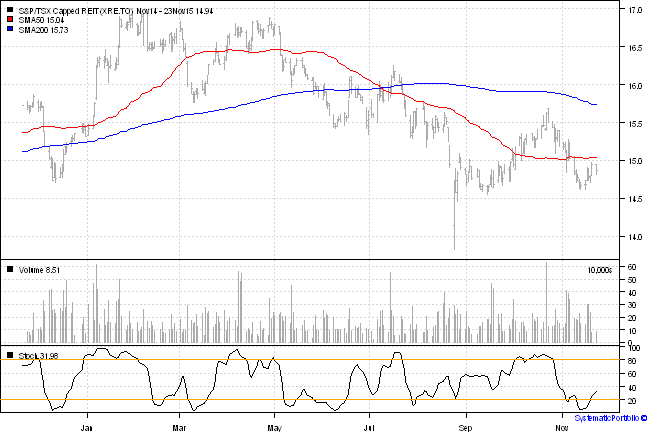 S&P/TSX Capped REIT(XRE.TO) Nov14 - 23Nov15 14.94
SMA50 15.04
SMA200 15.73
17.0
16.5
16.0
15.5
15.0
14.5
14.0
Volume 8.51
10,000s
60
50
40
30
20
10
0
Stoch 31.98
100
80
60
40
20
Jan
Mar
May
Jul
Sep
Nov
SystematicPortfolio ©